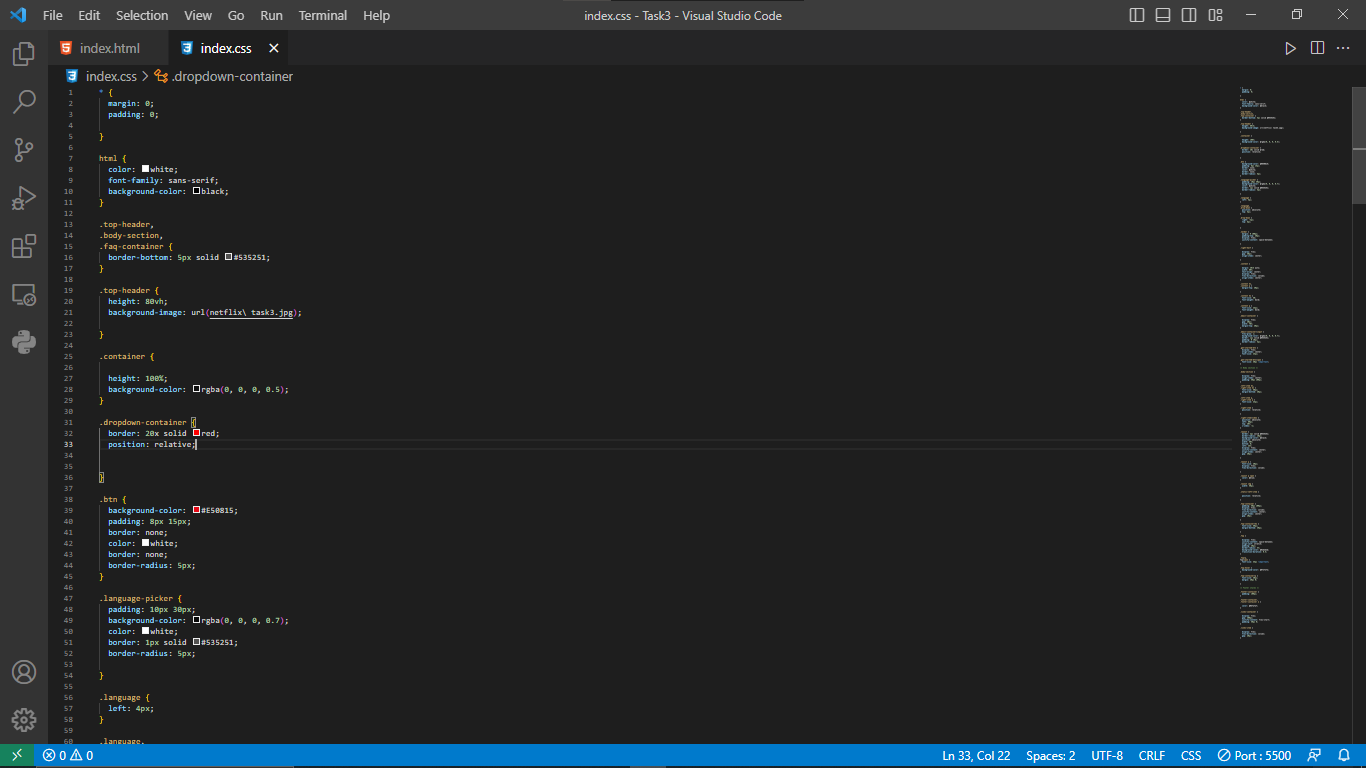 File Edit Selection View Go Run Terminal Help index.css - Task3 - Visual Studio Code
index.html index.css
index.css > .dropdown-container
1 * {
2 margin: 0;
3 padding: 0;
4
5 }
6
7 html {
8 color: white;
9 font-family: sans-serif;
10 background-color: black;
11 }
12
13 .top-header,
14 .body-section,
15 .faq-container {
16 border-bottom: 5px solid #535251;
17 }
18
19 .top-header {
20 height: 80vh;
21 background-image: url(netflix\ task3.jpg);
22
23 }
24
25 .container {
26
27 height: 100%;
28 background-color: rgba(0, 0, 0, 0.5);
29 }
30
31 .dropdown-container {
32 border: 20x solid red;
33 position: relative;
34
35
36 }
37
38 .btn {
39 background-color: #E50815;
40 padding: 8px 15px;
41 border: none;
42 color: white;
43 border: none;
44 border-radius: 5px;
45 }
46
47 .language-picker {
48 padding: 10px 30px;
49 background-color: rgba(0, 0, 0, 0.7);
50 color: white;
51 border: 1px solid #535251;
52 border-radius: 5px;
53
54 }
55
56 .language {
57 left: 4px;
58 }
59
60 .language,
0 0 Ln 33, Col 22 Spaces: 2 UTF-8 CRLF CSS Port : 5500